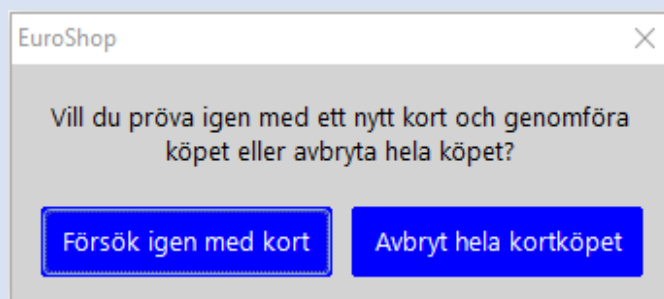 EuroShop
Vill du pröva igen med ett nytt kort och genomföra
köpet eller avbryta hela köpet?
Försök igen med kort
Avbryt hela kortköpet